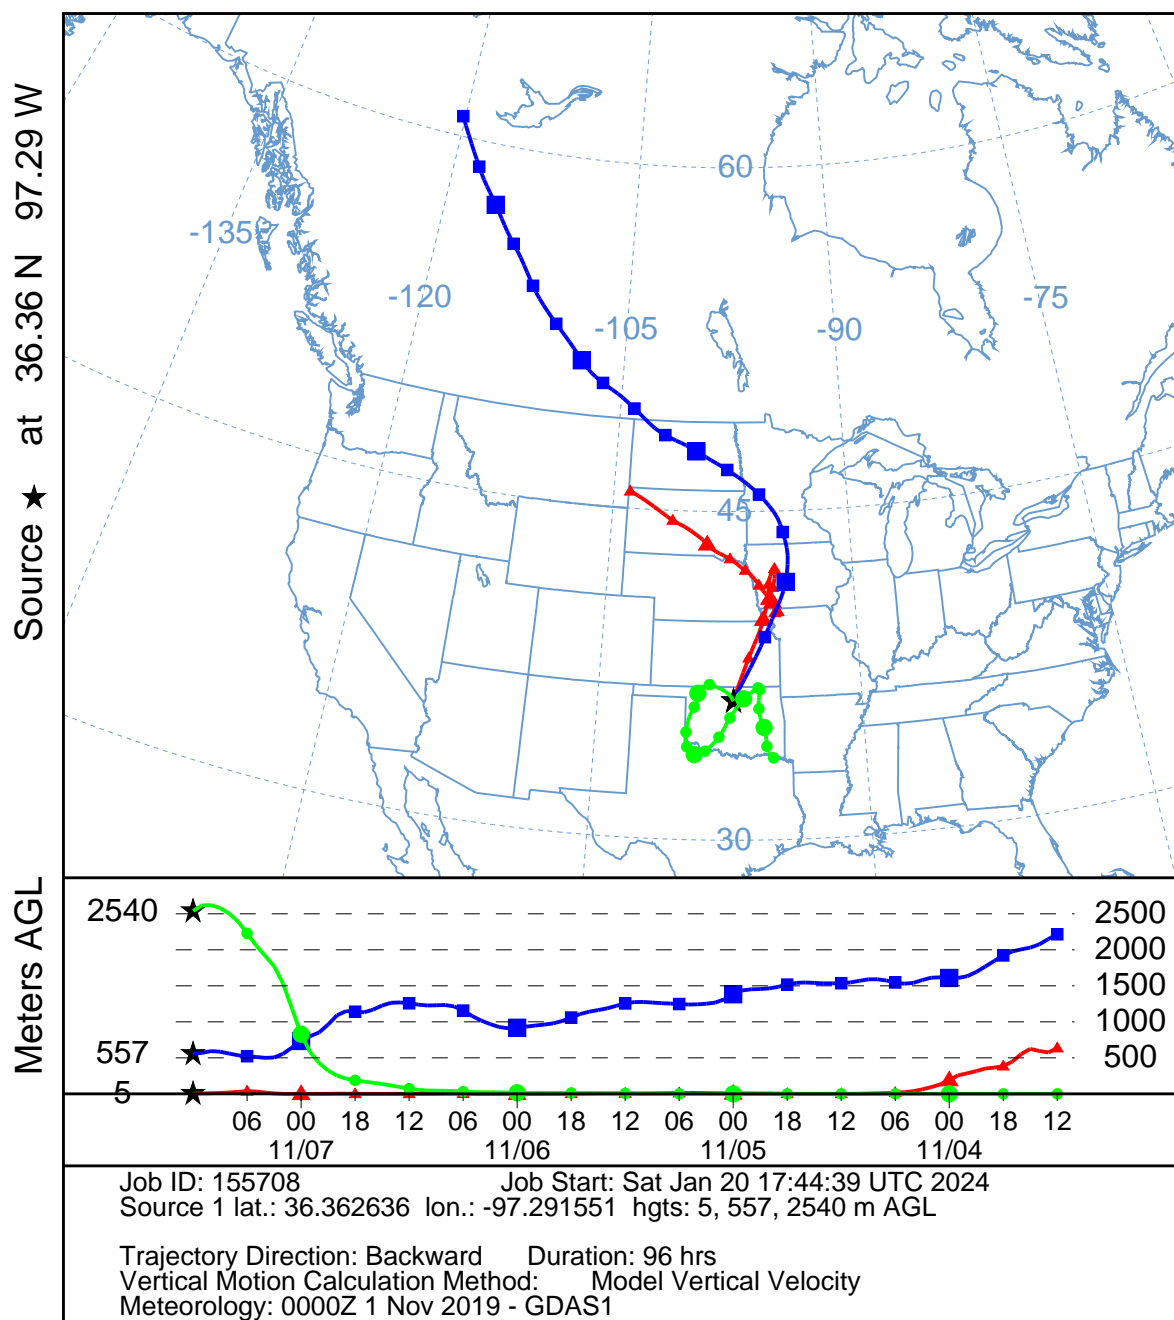 Source ★ at 36.36 N 97.29 W
60
-135
-120
-105
-90
-75
45
30
Meters AGL
2540
557
5
2500
2000
1500
1000
500
06 00 18 12 06 00 18 12 06 00 18 12 06 00 18 12
11/07 11/06 11/05 11/04
Job ID: 155708 Job Start: Sat Jan 20 17:44:39 UTC 2024
Source 1 lat.: 36.362636 lon.: -97.291551 hgts: 5, 557, 2540 m AGL
Trajectory Direction: Backward Duration: 96 hrs
Vertical Motion Calculation Method: Model Vertical Velocity
Meteorology: 0000Z 1 Nov 2019 - GDAS1